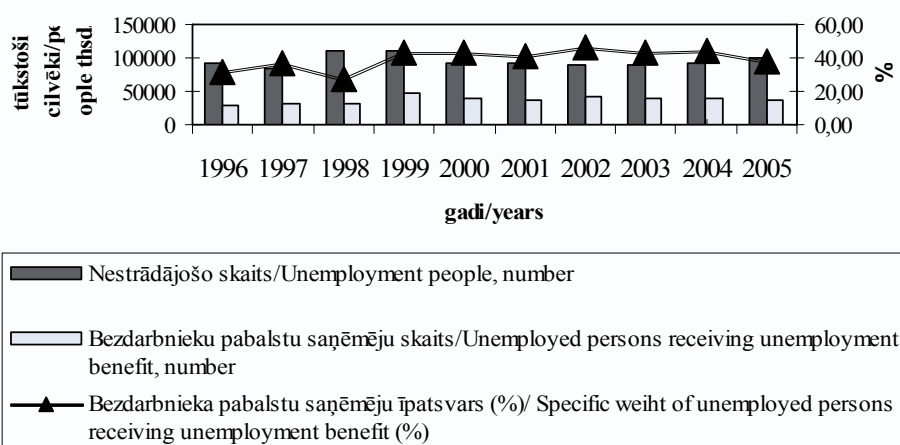 tūkstoši
cilvēki/pe
ople thsd.
150000
100000
50000
0
60,00
40,00
20,00
0,00
%
1996 1997 1998 1999 2000 2001 2002 2003 2004 2005
gadi/years
Nestrādājošo skaits/Unemployment people, number
Bezdarbnieku pabalstu saņēmēju skaits/Unemployed persons receiving unemployment
benefit, number
Bezdarbnieka pabalstu saņēmēju īpatsvars (%)/ Specific weiht of unemployed persons
receiving unemployment benefit (%)